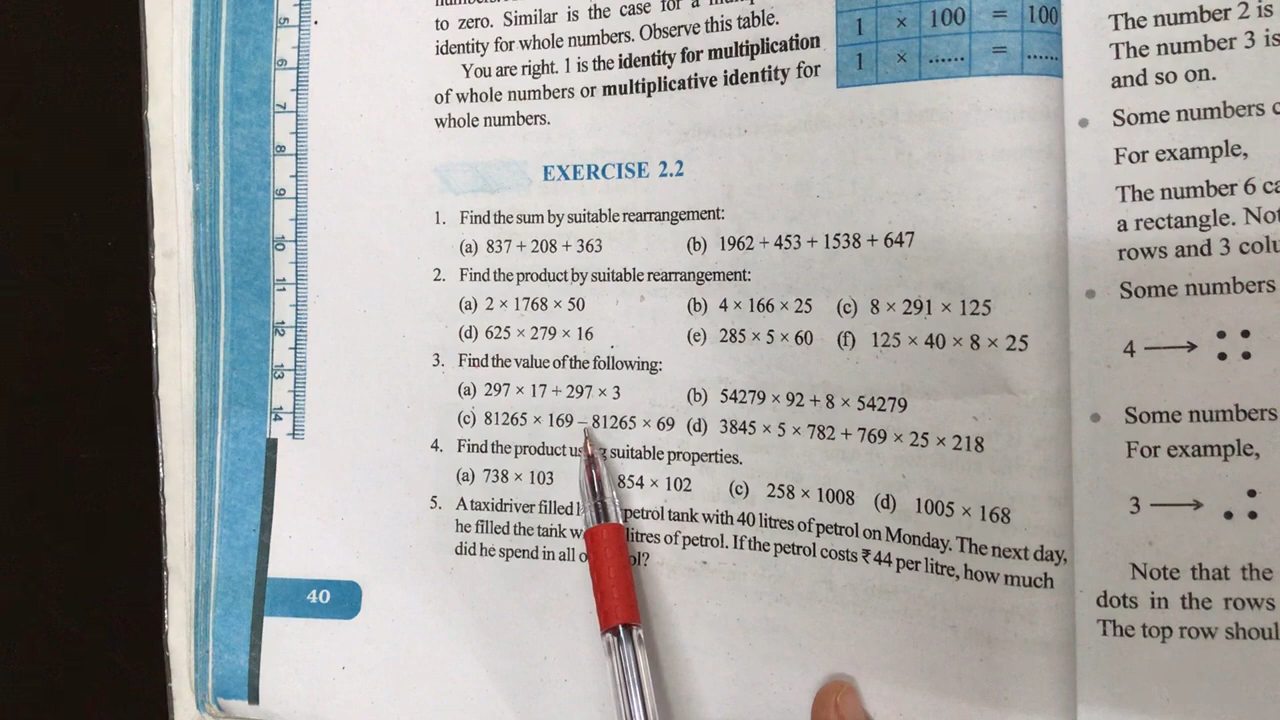 to zero. Similar is the case for a
identity for whole numbers. Observe this table.
You are right. 1 is the identity for multiplication
of whole numbers or multiplicative identity for
whole numbers.
1 × 100 = 100
1 × ...... = ......
EXERCISE 2.2
1. Find the sum by suitable rearrangement:
(a) 837 + 208 + 363 (b) 1962 + 453 + 1538 + 647
2. Find the product by suitable rearrangement:
(a) 2 × 1768 × 50 (b) 4 × 166 × 25 (c) 8 × 291 × 125
(d) 625 × 279 × 16 (e) 285 × 5 × 60 (f) 125 × 40 × 8 × 25
3. Find the value of the following:
(a) 297 × 17 + 297 × 3 (b) 54279 × 92 + 8 × 54279
(c) 81265 × 169 – 81265 × 69 (d) 3845 × 5 × 782 + 769 × 25 × 218
4. Find the product suitable properties.
(a) 738 × 103 854 × 102 (c) 258 × 1008 (d) 1005 × 168
5. A taxidriver filled petrol tank with 40 litres of petrol on Monday. The next day,
he filled the tank litres of petrol. If the petrol costs ₹ 44 per litre, how much
did he spend in all
40
5
6
7
8
9
10
11
12
13
14
The number 2 is
The number 3 is
and so on.
• Some numbers
For example,
The number 6
a rectangle.
rows and 3
• Some numbers
4
• Some numbers
For example,
3
Note that the
dots in the rows
The top row